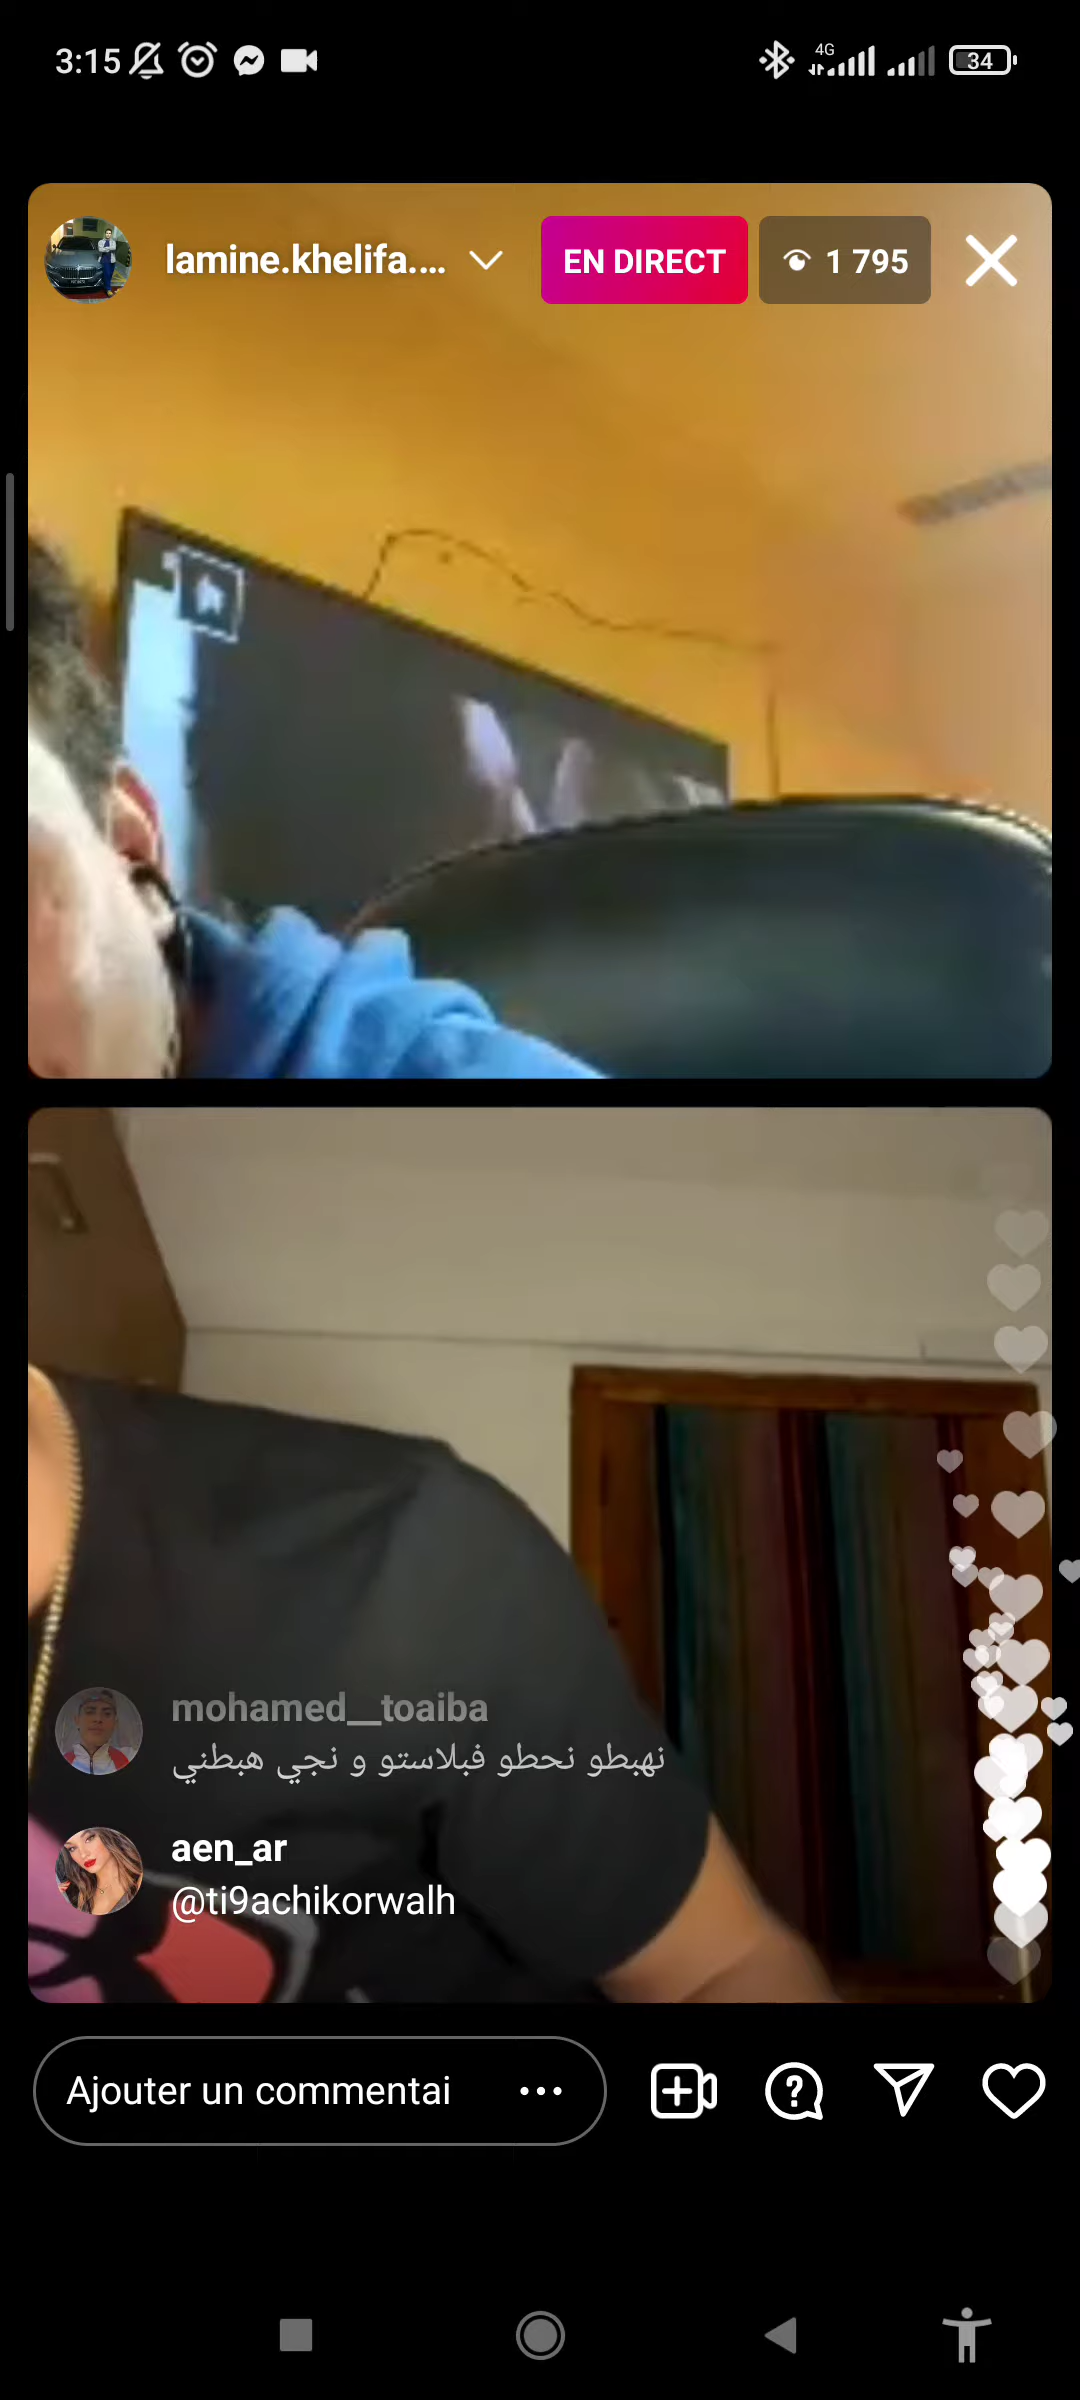 3:15
4G
34
lamine.khelifa....
EN DIRECT
1 795
mohamed__toaiba
نهبطو نحطو فبلاستو و نجي هبطني
aen_ar
@ti9achikorwalh
Ajouter un commentai